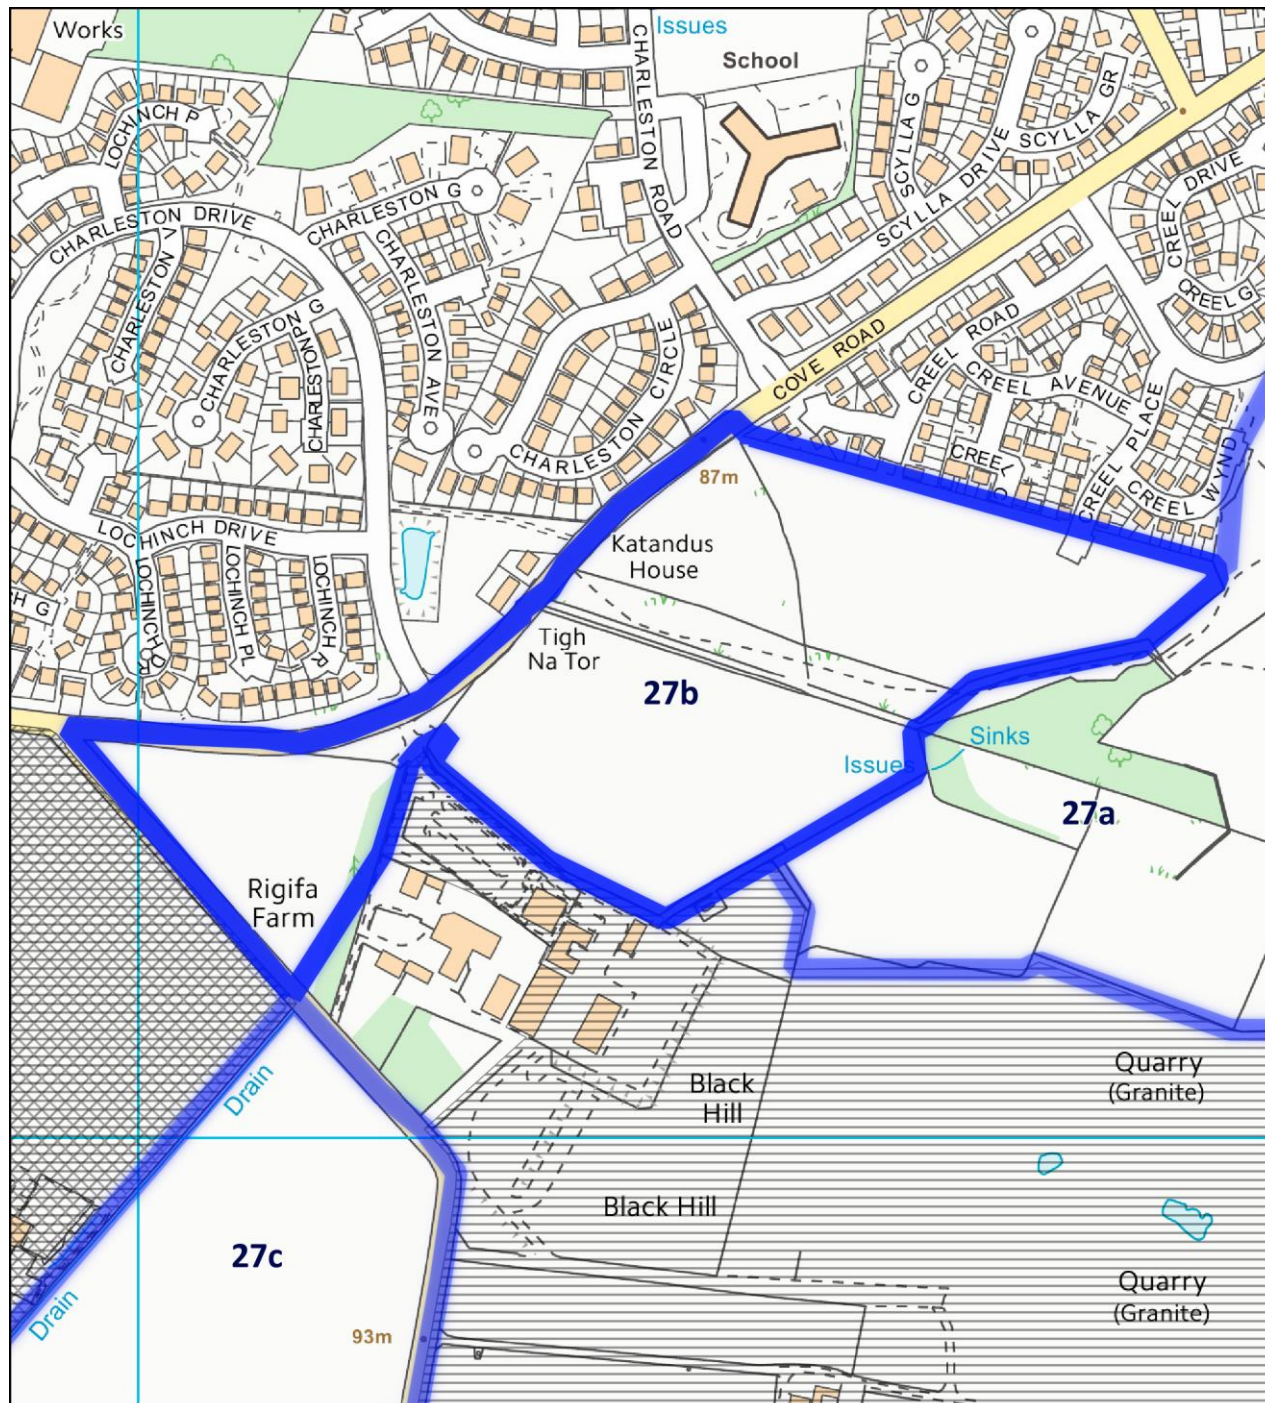 Works
Issues
School
CHARLESTON ROAD
SCYLLA G
SCYLLA DRIVE
SCYLLA GR
LOCHINCH P
CHARLESTON DRIVE
CHARLESTON G
CHARLESTON AVE
CHARLESTON G
CREEL DRIVE
CREEL G
COVE ROAD
CREEL ROAD
CREEL AVENUE
CREEL PLACE
CREEL WYND
CREEL
CHARLESTON CIRCLE
87m
LOCHINCH DRIVE
LOCHINCH PL
LOCHINCH R
Katandus
House
Tigh
Na Tor
27b
Sinks
Issues
27a
Rigifa
Farm
Drain
Black
Hill
Quarry
(Granite)
Black Hill
27c
Quarry
(Granite)
Drain
93m